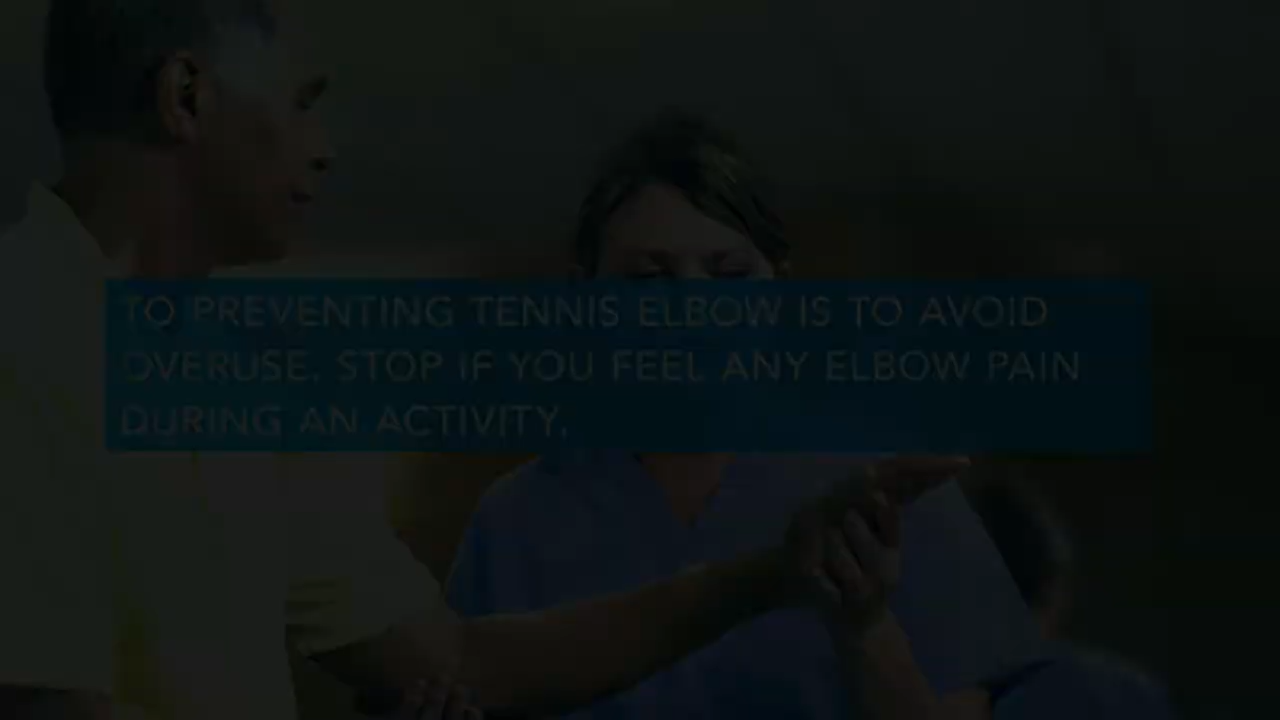 TO PREVENTING TENNIS ELBOW IS TO AVOID
OVERUSE. STOP IF YOU FEEL ANY ELBOW PAIN
DURING AN ACTIVITY.